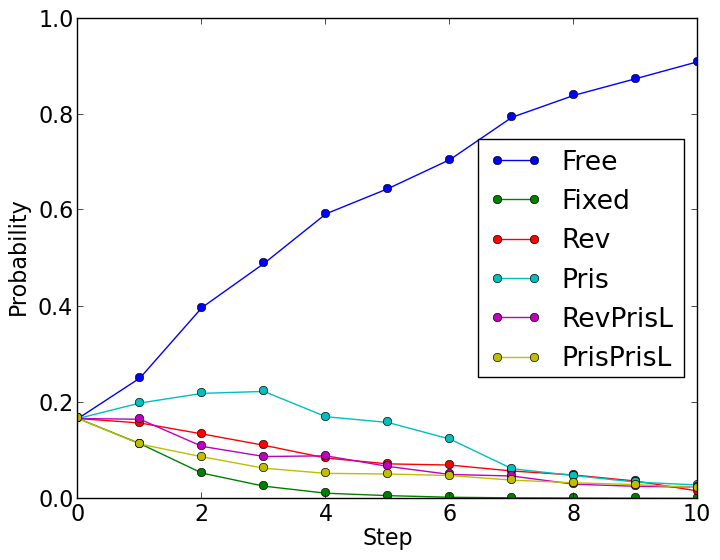 1.0
0.8
0.6
0.4
0.2
0.0
Probability
Free
Fixed
Rev
Pris
RevPrisL
PrisPrisL
0 2 4 6 8 10
Step